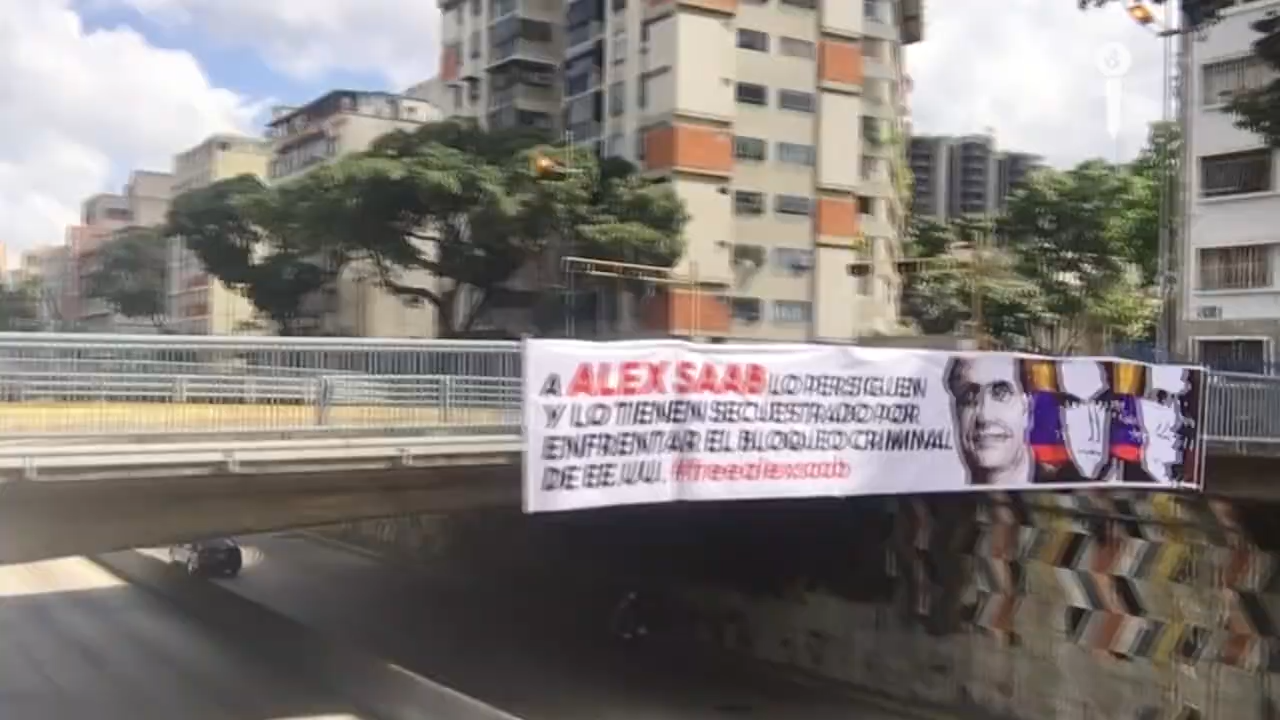 A ALEX SAAB LO PERSIGUEN
Y LO TIENEN SECUESTRADO POR
ENFRENTAR EL BLOQUEO CRIMINAL
DE EE.UU. #freealexsaab